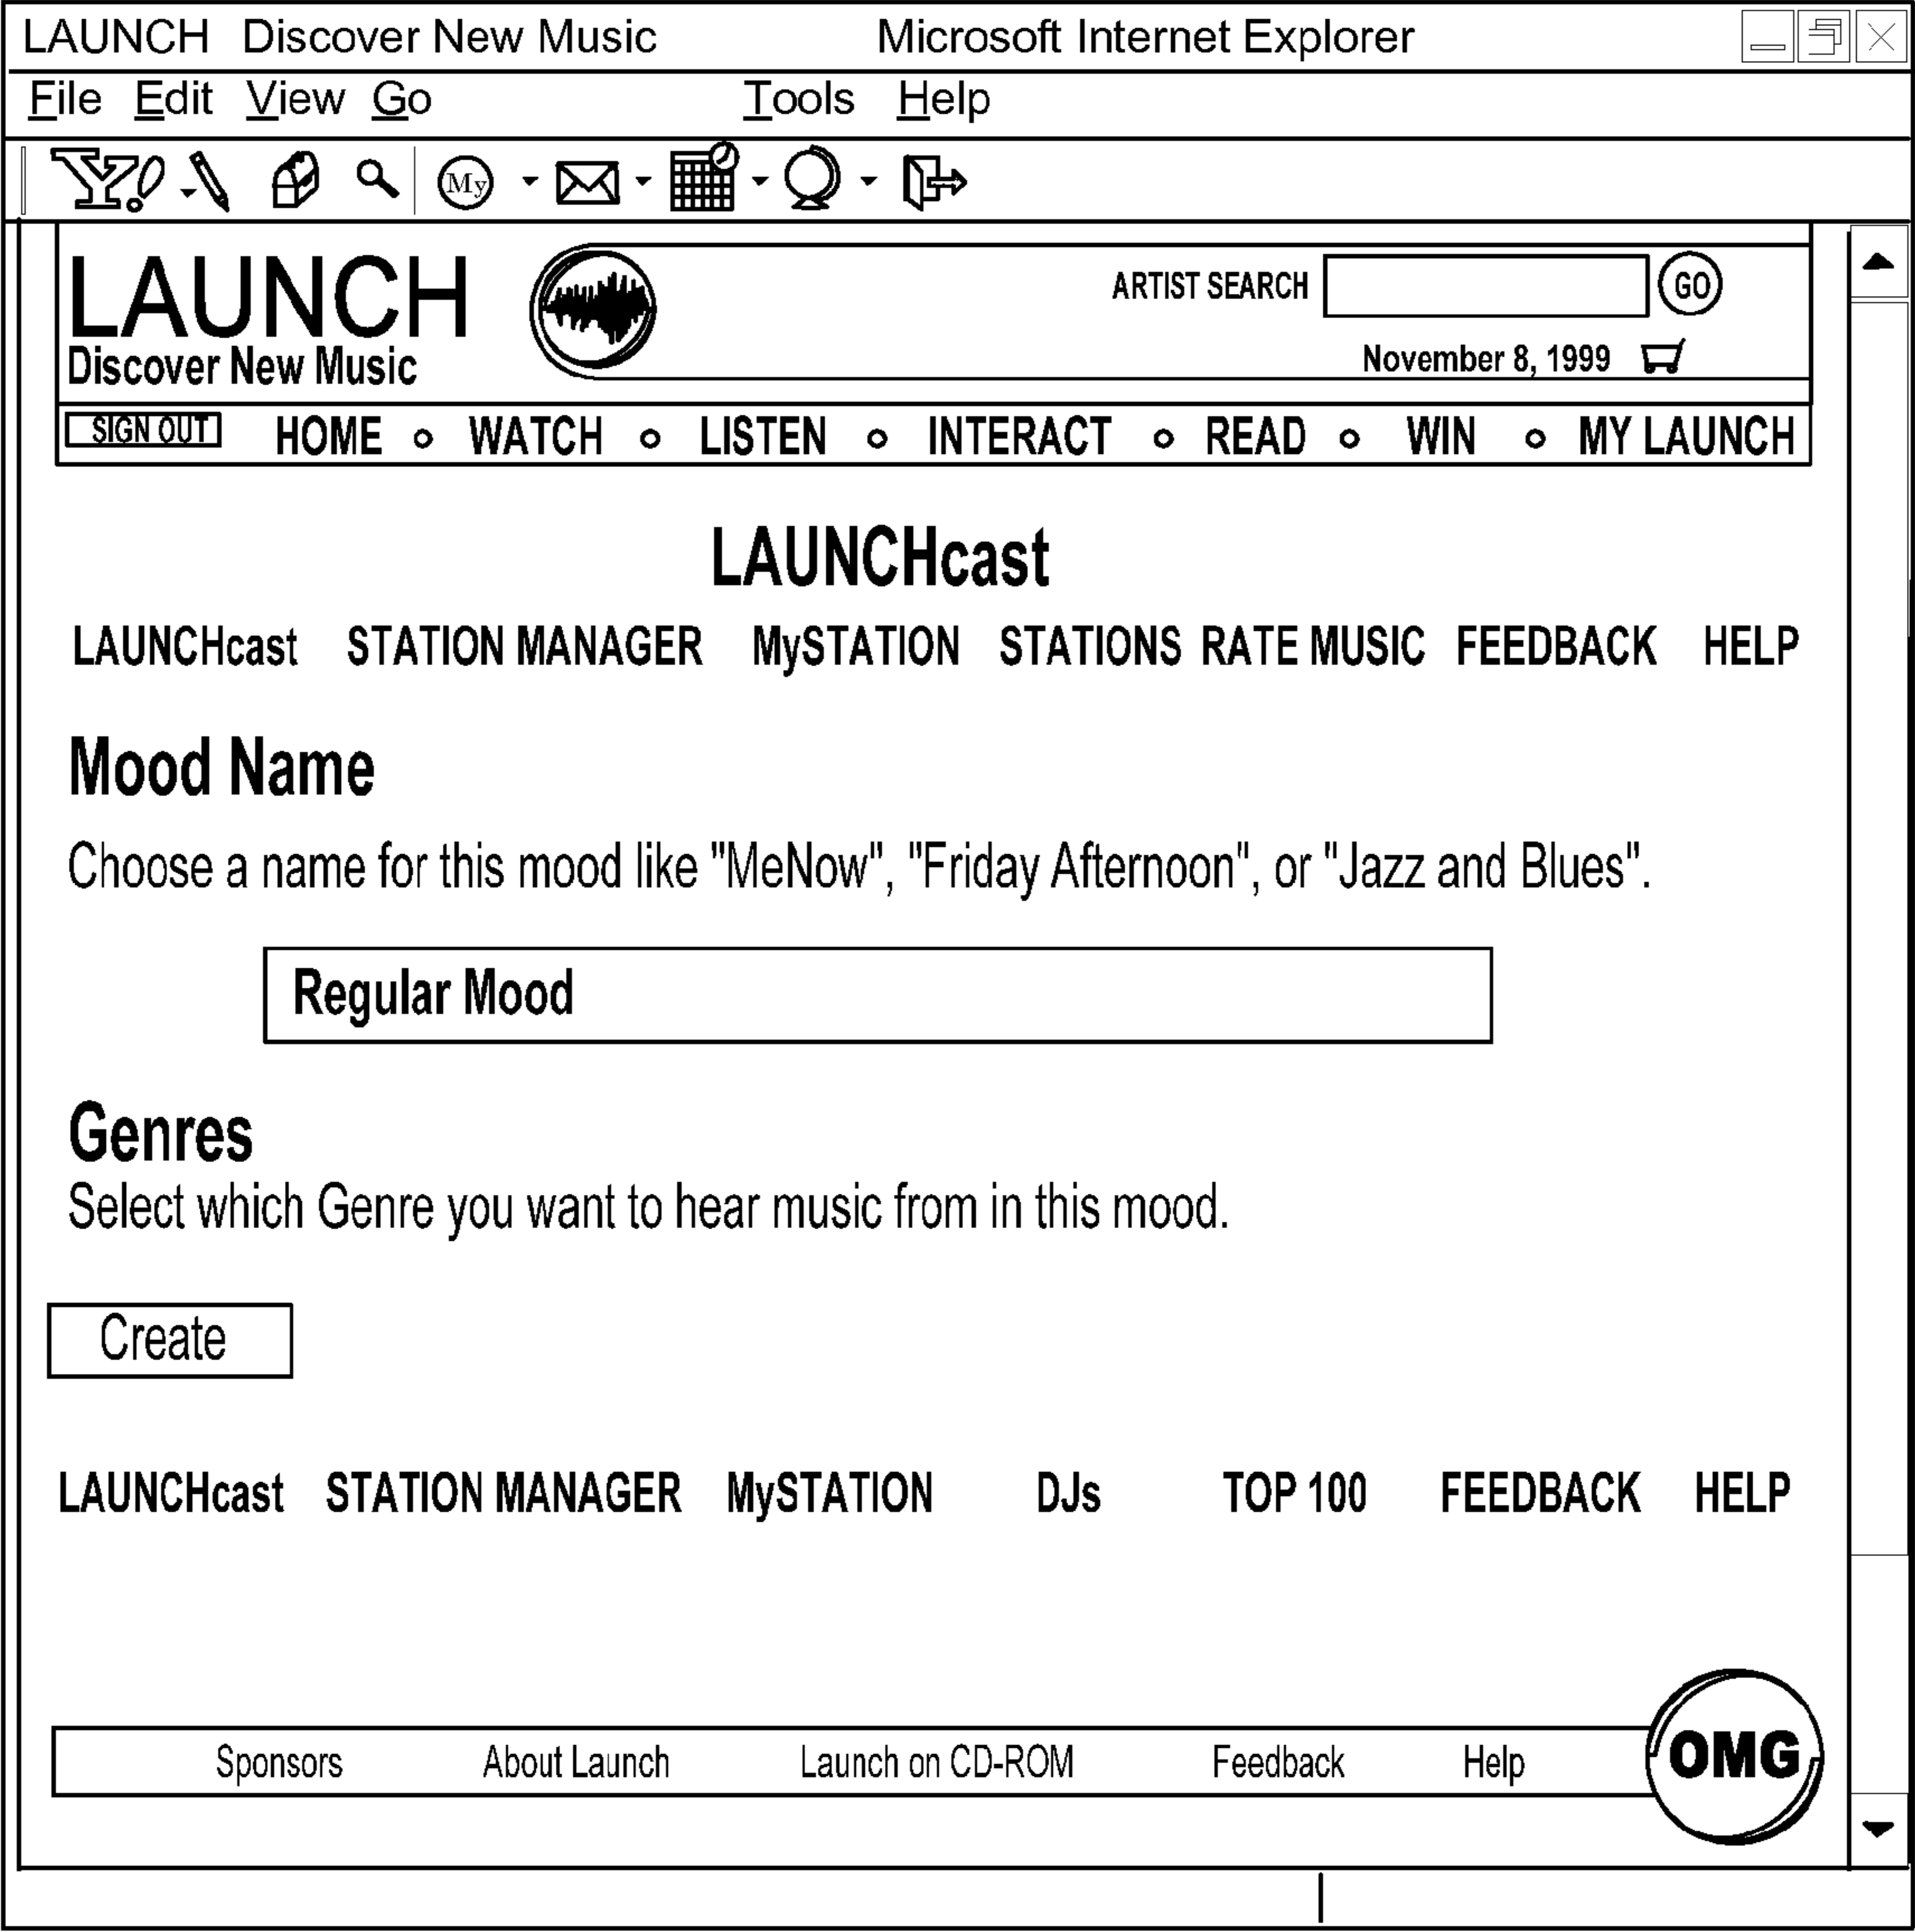 LAUNCH Discover New Music Microsoft Internet Explorer
File Edit View Go Tools Help
Y! My
LAUNCH
Discover New Music
ARTIST SEARCH GO
November 8, 1999
SIGN OUT HOME o WATCH o LISTEN o INTERACT o READ o WIN o MY LAUNCH
LAUNCHcast
LAUNCHcast STATION MANAGER MySTATION STATIONS RATE MUSIC FEEDBACK HELP
Mood Name
Choose a name for this mood like "MeNow", "Friday Afternoon", or "Jazz and Blues".
Regular Mood
Genres
Select which Genre you want to hear music from in this mood.
Create
LAUNCHcast STATION MANAGER MySTATION DJs TOP 100 FEEDBACK HELP
Sponsors About Launch Launch on CD-ROM Feedback Help OMG